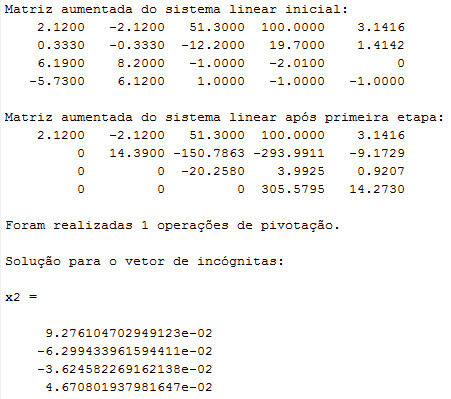 Matriz aumentada do sistema linear inicial:
2.1200 -2.1200 51.3000 100.0000 3.1416
0.3330 -0.3330 -12.2000 19.7000 1.4142
6.1900 8.2000 -1.0000 -2.0100 0
-5.7300 6.1200 1.0000 -1.0000 -1.0000
Matriz aumentada do sistema linear após primeira etapa:
2.1200 -2.1200 51.3000 100.0000 3.1416
0 14.3900 -150.7863 -293.9911 -9.1729
0 0 -20.2580 3.9925 0.9207
0 0 0 305.5795 14.2730
Foram realizadas 1 operações de pivotação.
Solução para o vetor de incógnitas:
x2 =
9.276104702949123e-02
-6.299433961594411e-02
-3.624582269162138e-02
4.670801937981647e-02